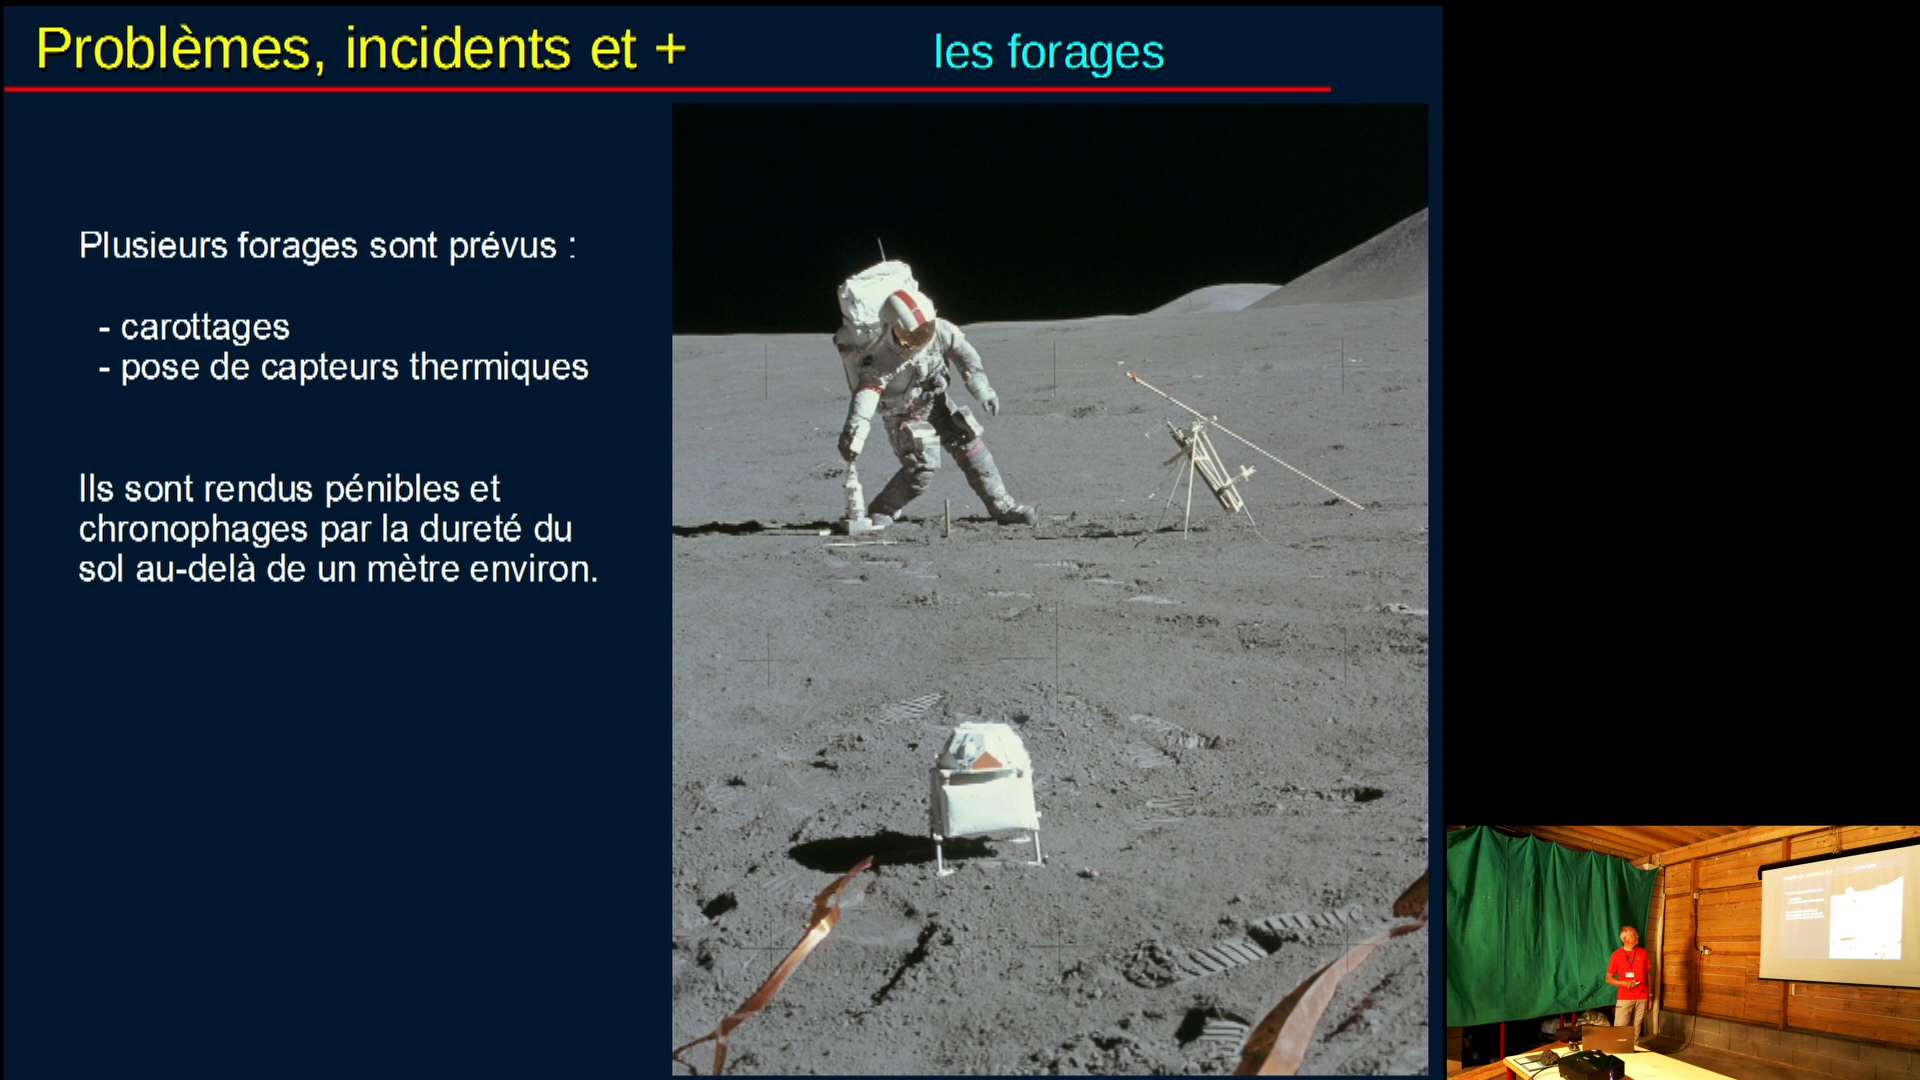 Problèmes, incidents et +
les forages
Plusieurs forages sont prévus :
- carottages
- pose de capteurs thermiques
Ils sont rendus pénibles et
chronophages par la dureté du
sol au-delà de un mètre environ.